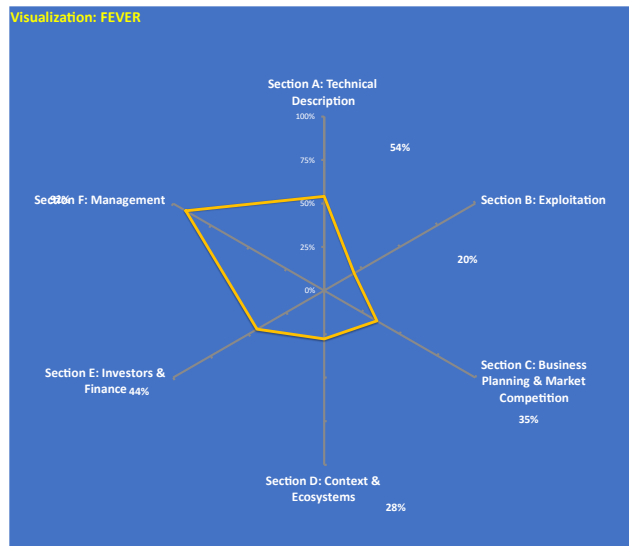 Visualization: FEVER
Section A: Technical
Description
100%
54%
75%
92%
Section F: Management
50%
Section B: Exploitation
25%
20%
0%
Section E: Investors &
Finance 44%
Section C: Business
Planning & Market
Competition
35%
Section D: Context &
Ecosystems
28%